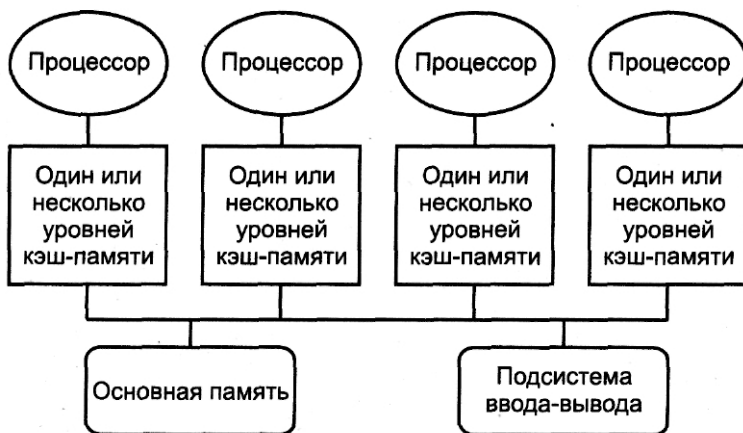 Процессор
Процессор
Процессор
Процессор
Один или
несколько
уровней
кэш-памяти
Один или
несколько
уровней
кэш-памяти
Один или
несколько
уровней
кэш-памяти
Один или
несколько
уровней
кэш-памяти
Основная память
Подсистема
ввода-вывода